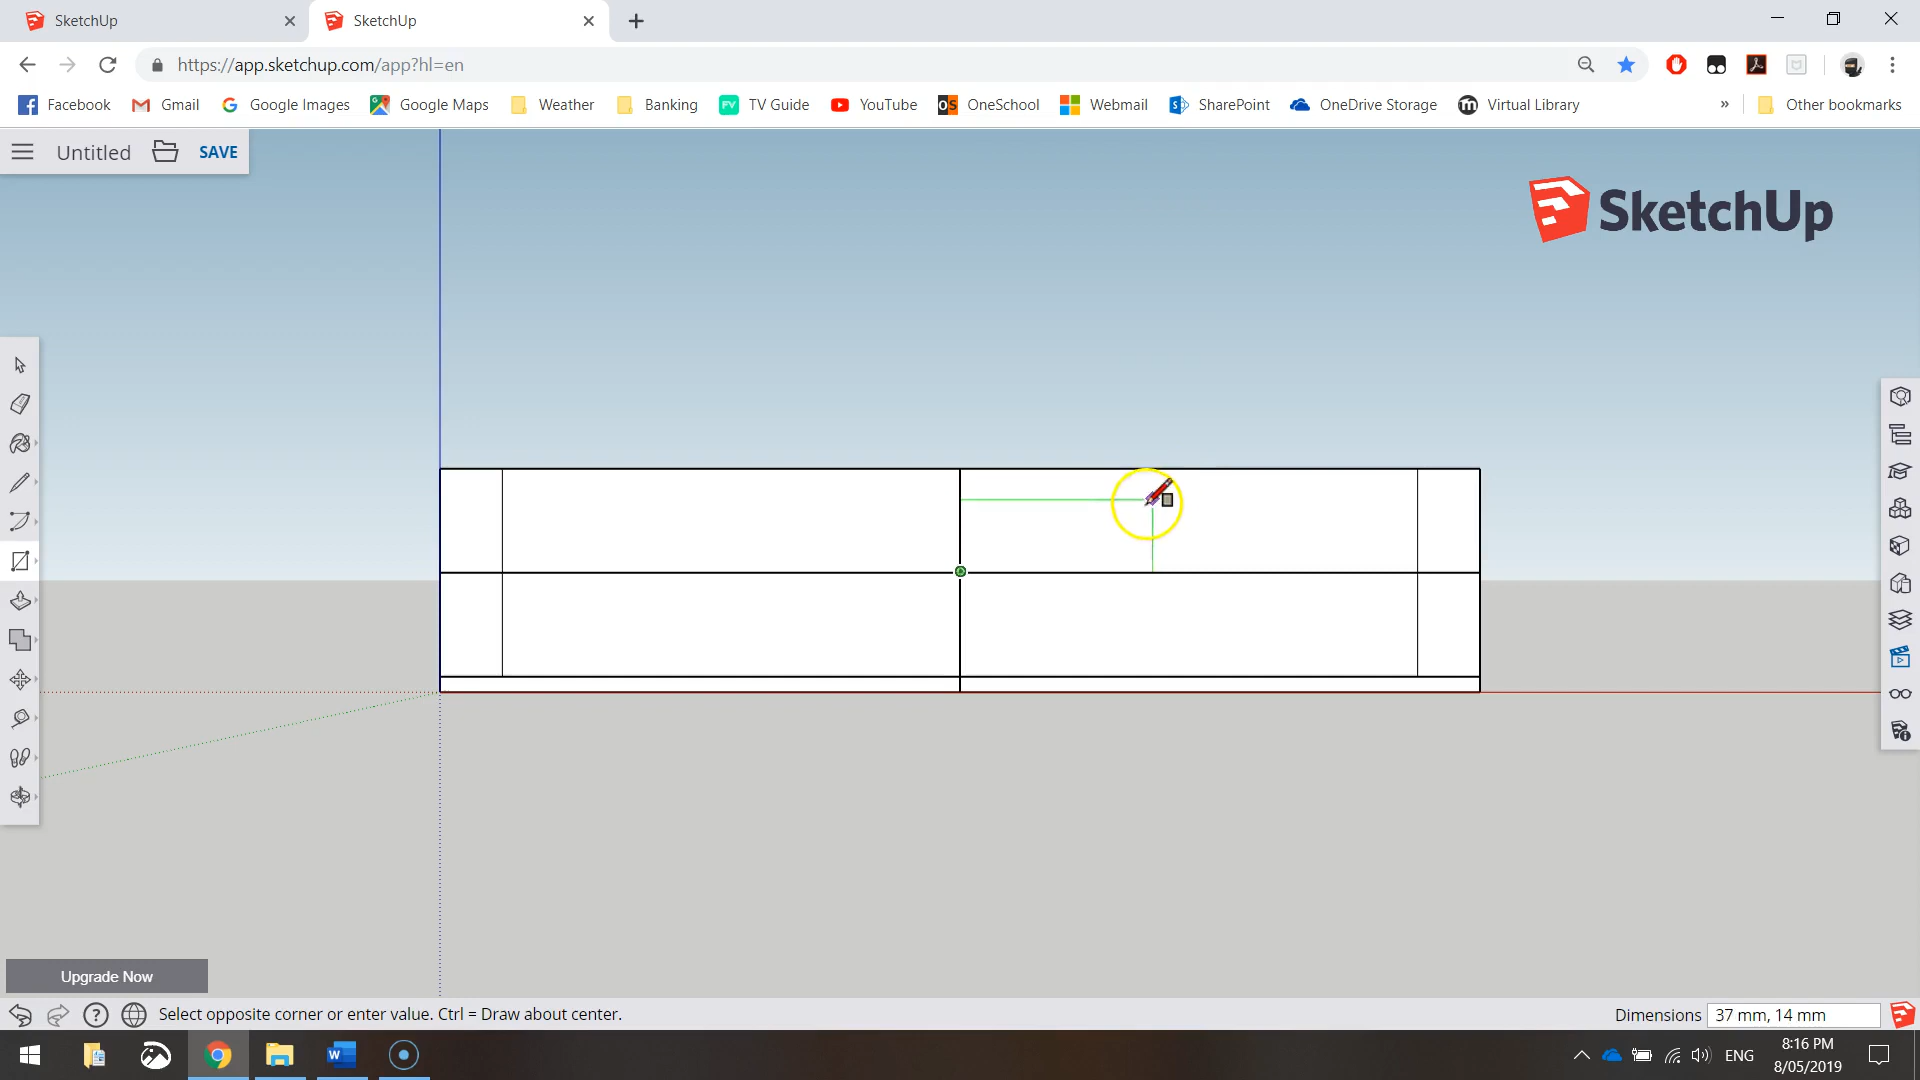 SketchUp
SketchUp
https://app.sketchup.com/app?hl=en
Facebook Gmail Google Images Google Maps Weather Banking TV Guide YouTube OneSchool Webmail SharePoint OneDrive Storage Virtual Library » Other bookmarks
Untitled SAVE
SketchUp
Upgrade Now
Select opposite corner or enter value. Ctrl = Draw about center.
Dimensions 37 mm, 14 mm
ENG
8:16 PM
8/05/2019